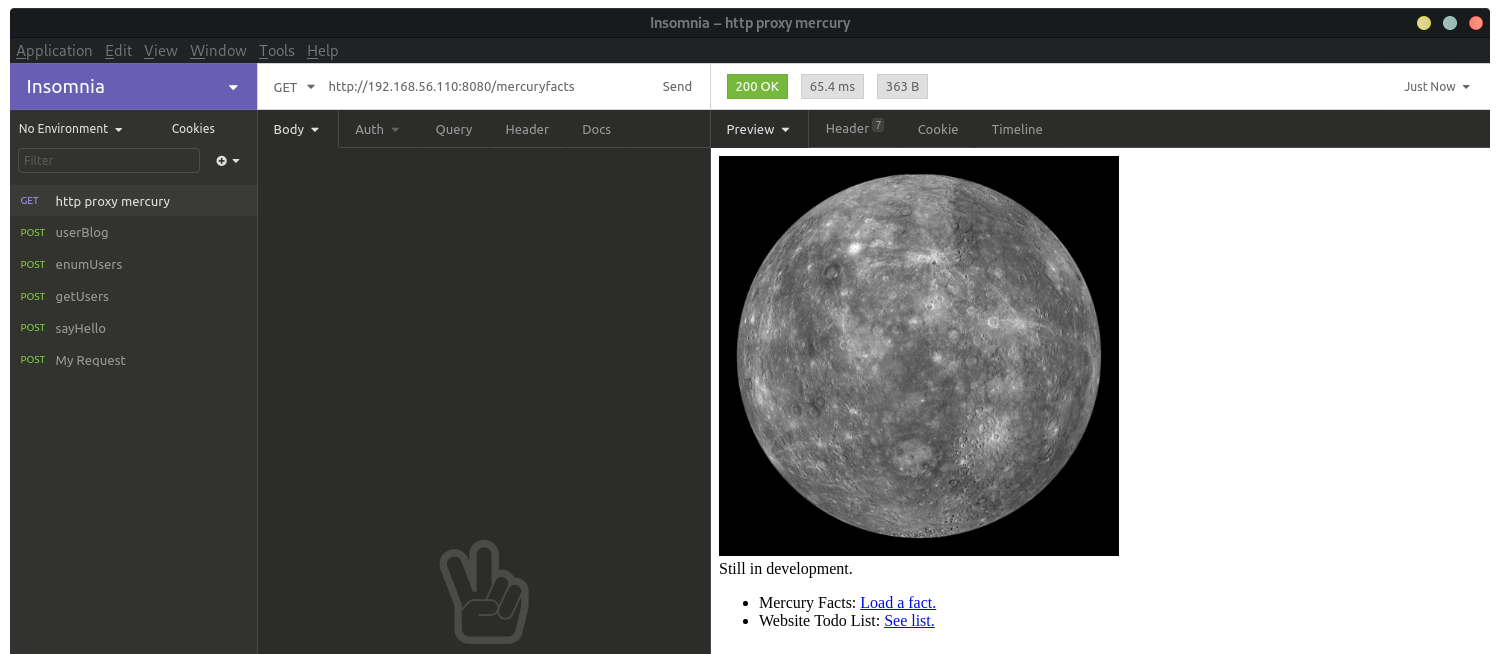 Insomnia – http proxy mercury
Application Edit View Window Tools Help
Insomnia
GET http://192.168.56.110:8080/mercuryfacts Send
200 OK 65.4 ms 363 B Just Now
No Environment Cookies
Body Auth Query Header Docs
Preview Header 7 Cookie Timeline
Filter
GET http proxy mercury
POST userBlog
POST enumUsers
POST getUsers
POST sayHello
POST My Request
Still in development.
• Mercury Facts: Load a fact.
• Website Todo List: See list.